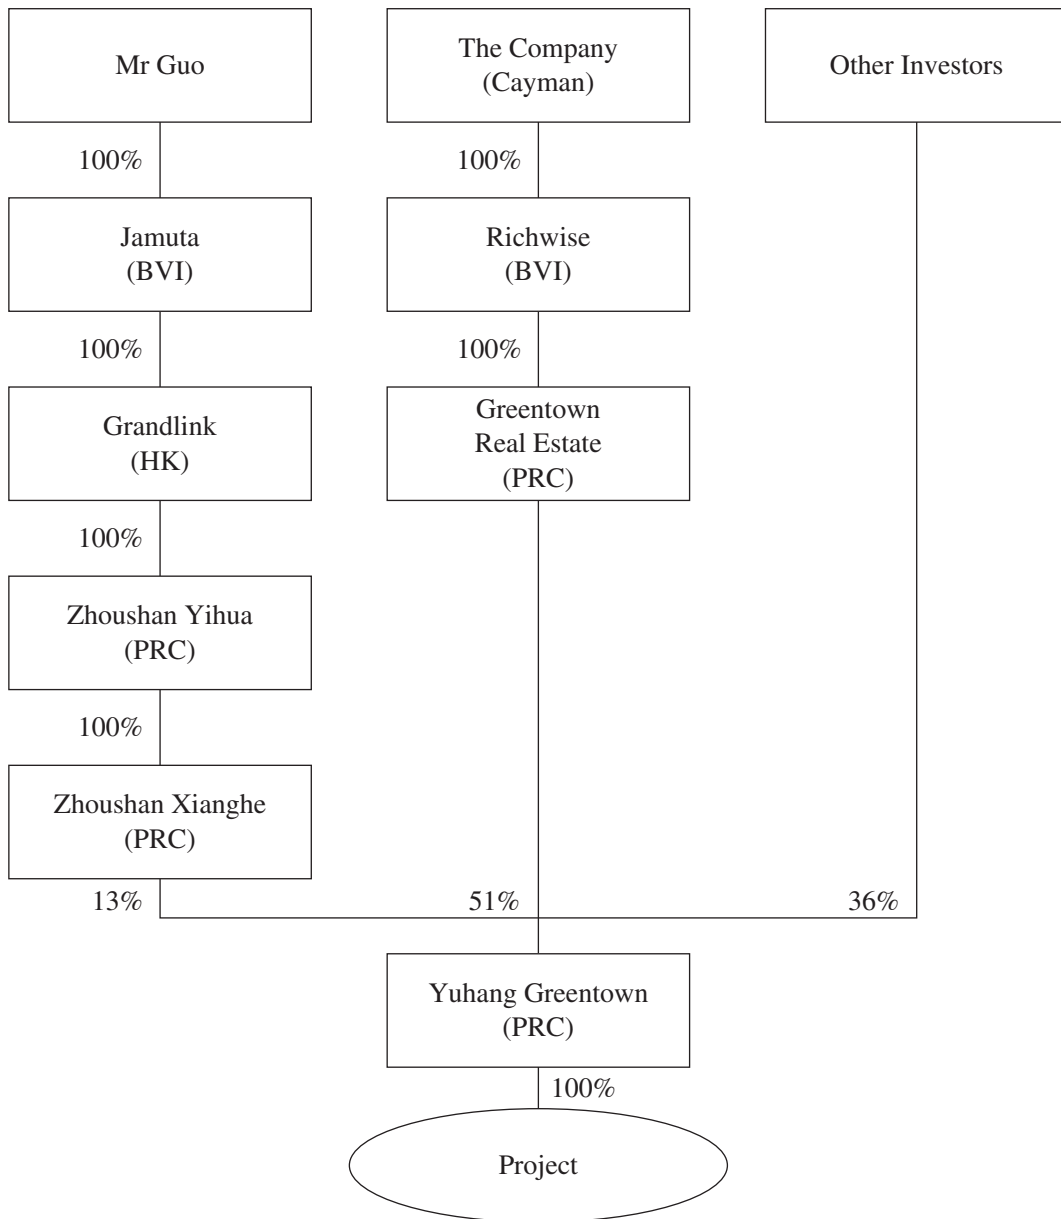 Mr Guo
The Company
(Cayman)
Other Investors
100%
100%
Jamuta
(BVI)
Richwise
(BVI)
100%
100%
Grandlink
(HK)
Greentown
Real Estate
(PRC)
100%
Zhoushan Yihua
(PRC)
100%
Zhoushan Xianghe
(PRC)
13%
51%
36%
Yuhang Greentown
(PRC)
100%
Project